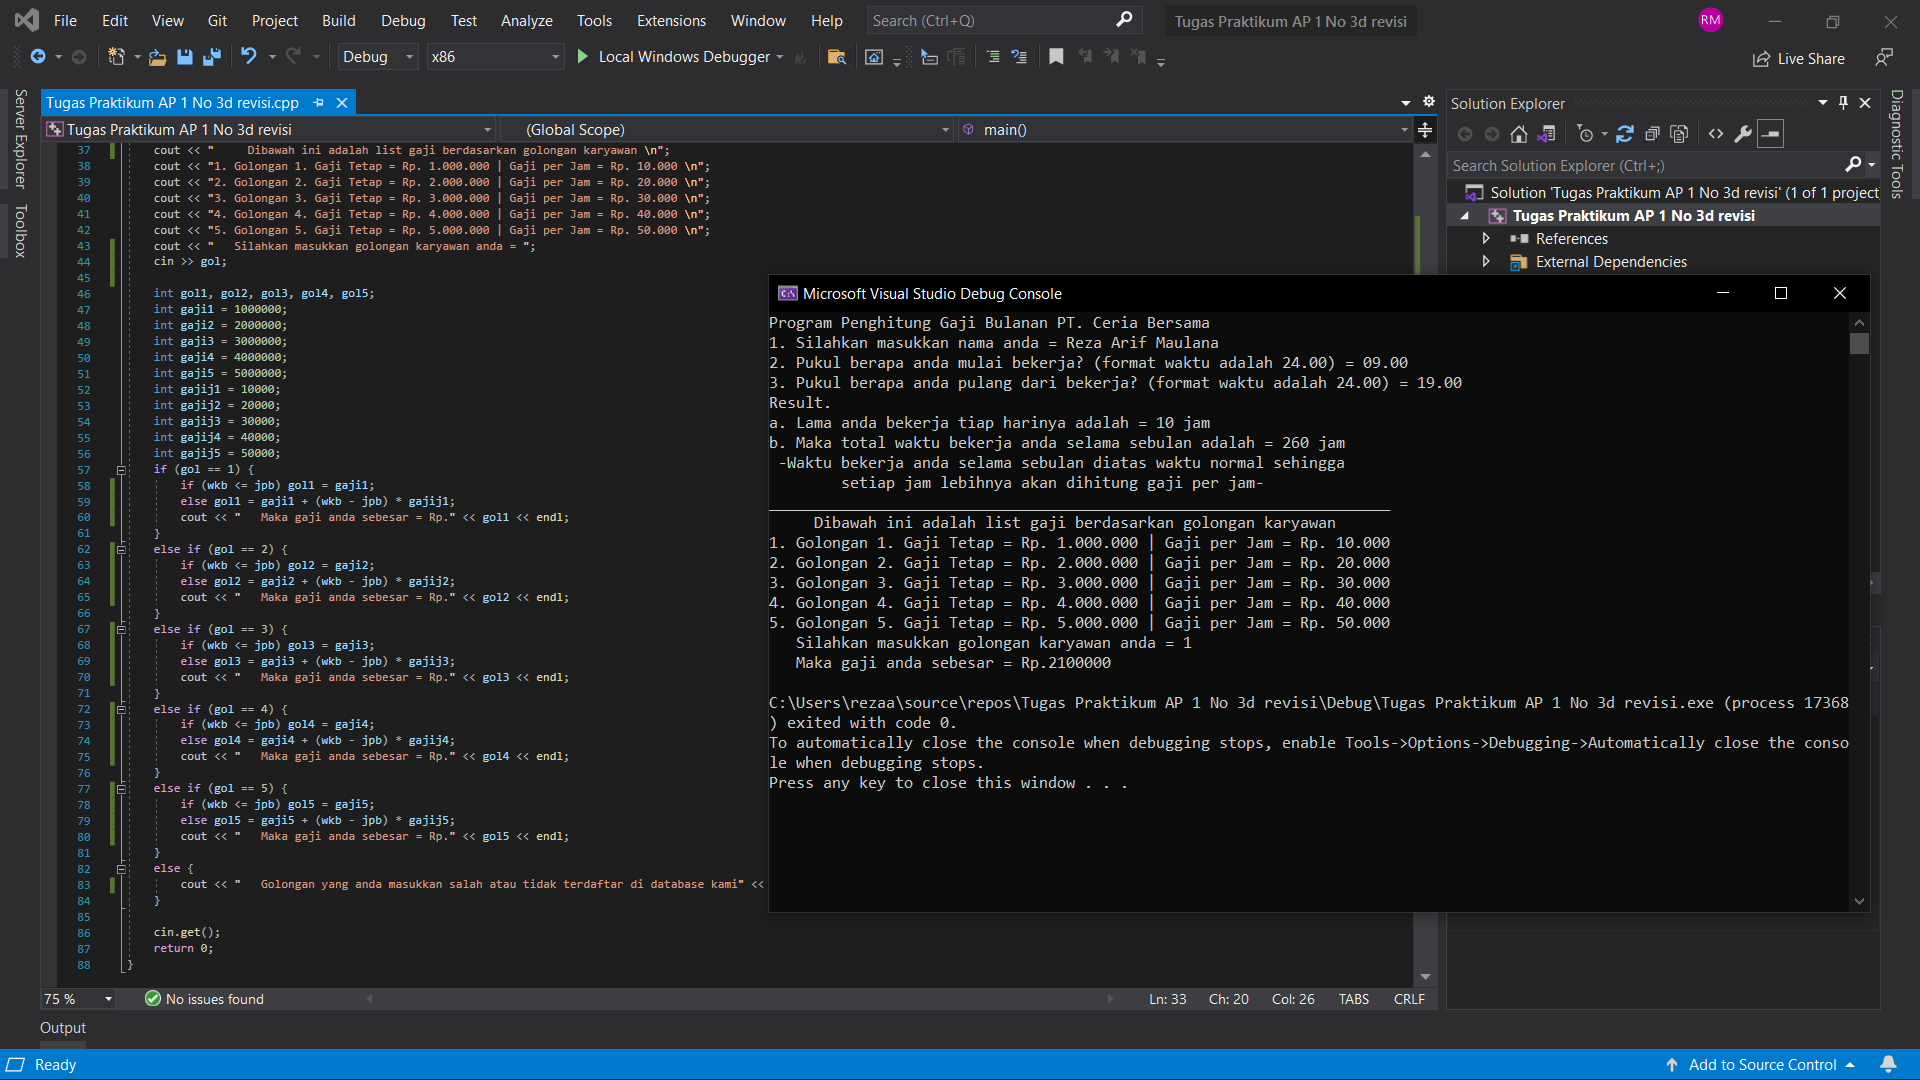 File Edit View Git Project Build Debug Test Analyze Tools Extensions Window Help Search (Ctrl+Q) Tugas Praktikum AP 1 No 3d revisi RM
Debug x86 Local Windows Debugger Live Share
Server Explorer
Toolbox
Tugas Praktikum AP 1 No 3d revisi.cpp
Tugas Praktikum AP 1 No 3d revisi (Global Scope) main()
37 cout << "     Dibawah ini adalah list gaji berdasarkan golongan karyawan \n";
38 cout << "1. Golongan 1. Gaji Tetap = Rp. 1.000.000 | Gaji per Jam = Rp. 10.000 \n";
39 cout << "2. Golongan 2. Gaji Tetap = Rp. 2.000.000 | Gaji per Jam = Rp. 20.000 \n";
40 cout << "3. Golongan 3. Gaji Tetap = Rp. 3.000.000 | Gaji per Jam = Rp. 30.000 \n";
41 cout << "4. Golongan 4. Gaji Tetap = Rp. 4.000.000 | Gaji per Jam = Rp. 40.000 \n";
42 cout << "5. Golongan 5. Gaji Tetap = Rp. 5.000.000 | Gaji per Jam = Rp. 50.000 \n";
43 cout << "   Silahkan masukkan golongan karyawan anda = ";
44 cin >> gol;
45
46 int gol1, gol2, gol3, gol4, gol5;
47 int gaji1 = 1000000;
48 int gaji2 = 2000000;
49 int gaji3 = 3000000;
50 int gaji4 = 4000000;
51 int gaji5 = 5000000;
52 int gajij1 = 10000;
53 int gajij2 = 20000;
54 int gajij3 = 30000;
55 int gajij4 = 40000;
56 int gajij5 = 50000;
57 if (gol == 1) {
58 if (wkb <= jpb) gol1 = gaji1;
59 else gol1 = gaji1 + (wkb - jpb) * gajij1;
60 cout << "   Maka gaji anda sebesar = Rp." << gol1 << endl;
61 }
62 else if (gol == 2) {
63 if (wkb <= jpb) gol2 = gaji2;
64 else gol2 = gaji2 + (wkb - jpb) * gajij2;
65 cout << "   Maka gaji anda sebesar = Rp." << gol2 << endl;
66 }
67 else if (gol == 3) {
68 if (wkb <= jpb) gol3 = gaji3;
69 else gol3 = gaji3 + (wkb - jpb) * gajij3;
70 cout << "   Maka gaji anda sebesar = Rp." << gol3 << endl;
71 }
72 else if (gol == 4) {
73 if (wkb <= jpb) gol4 = gaji4;
74 else gol4 = gaji4 + (wkb - jpb) * gajij4;
75 cout << "   Maka gaji anda sebesar = Rp." << gol4 << endl;
76 }
77 else if (gol == 5) {
78 if (wkb <= jpb) gol5 = gaji5;
79 else gol5 = gaji5 + (wkb - jpb) * gajij5;
80 cout << "   Maka gaji anda sebesar = Rp." << gol5 << endl;
81 }
82 else {
83 cout << "   Golongan yang anda masukkan salah atau tidak terdaftar di database kami" <<
84 }
85
86 cin.get();
87 return 0;
88 }
75 % No issues found Ln: 33 Ch: 20 Col: 26 TABS CRLF
Microsoft Visual Studio Debug Console
Program Penghitung Gaji Bulanan PT. Ceria Bersama
1. Silahkan masukkan nama anda = Reza Arif Maulana
2. Pukul berapa anda mulai bekerja? (format waktu adalah 24.00) = 09.00
3. Pukul berapa anda pulang dari bekerja? (format waktu adalah 24.00) = 19.00
Result.
a. Lama anda bekerja tiap harinya adalah = 10 jam
b. Maka total waktu bekerja anda selama sebulan adalah = 260 jam
-Waktu bekerja anda selama sebulan diatas waktu normal sehingga
setiap jam lebihnya akan dihitung gaji per jam-
_____________________________________________________________________
Dibawah ini adalah list gaji berdasarkan golongan karyawan
1. Golongan 1. Gaji Tetap = Rp. 1.000.000 | Gaji per Jam = Rp. 10.000
2. Golongan 2. Gaji Tetap = Rp. 2.000.000 | Gaji per Jam = Rp. 20.000
3. Golongan 3. Gaji Tetap = Rp. 3.000.000 | Gaji per Jam = Rp. 30.000
4. Golongan 4. Gaji Tetap = Rp. 4.000.000 | Gaji per Jam = Rp. 40.000
5. Golongan 5. Gaji Tetap = Rp. 5.000.000 | Gaji per Jam = Rp. 50.000
Silahkan masukkan golongan karyawan anda = 1
Maka gaji anda sebesar = Rp.2100000
C:\Users\rezaa\source\repos\Tugas Praktikum AP 1 No 3d revisi\Debug\Tugas Praktikum AP 1 No 3d revisi.exe (process 17368
) exited with code 0.
To automatically close the console when debugging stops, enable Tools->Options->Debugging->Automatically close the conso
le when debugging stops.
Press any key to close this window . . .
Solution Explorer
Search Solution Explorer (Ctrl+;)
Solution 'Tugas Praktikum AP 1 No 3d revisi' (1 of 1 project
Tugas Praktikum AP 1 No 3d revisi
References
External Dependencies
Diagnostic Tools
Output
Ready Add to Source Control